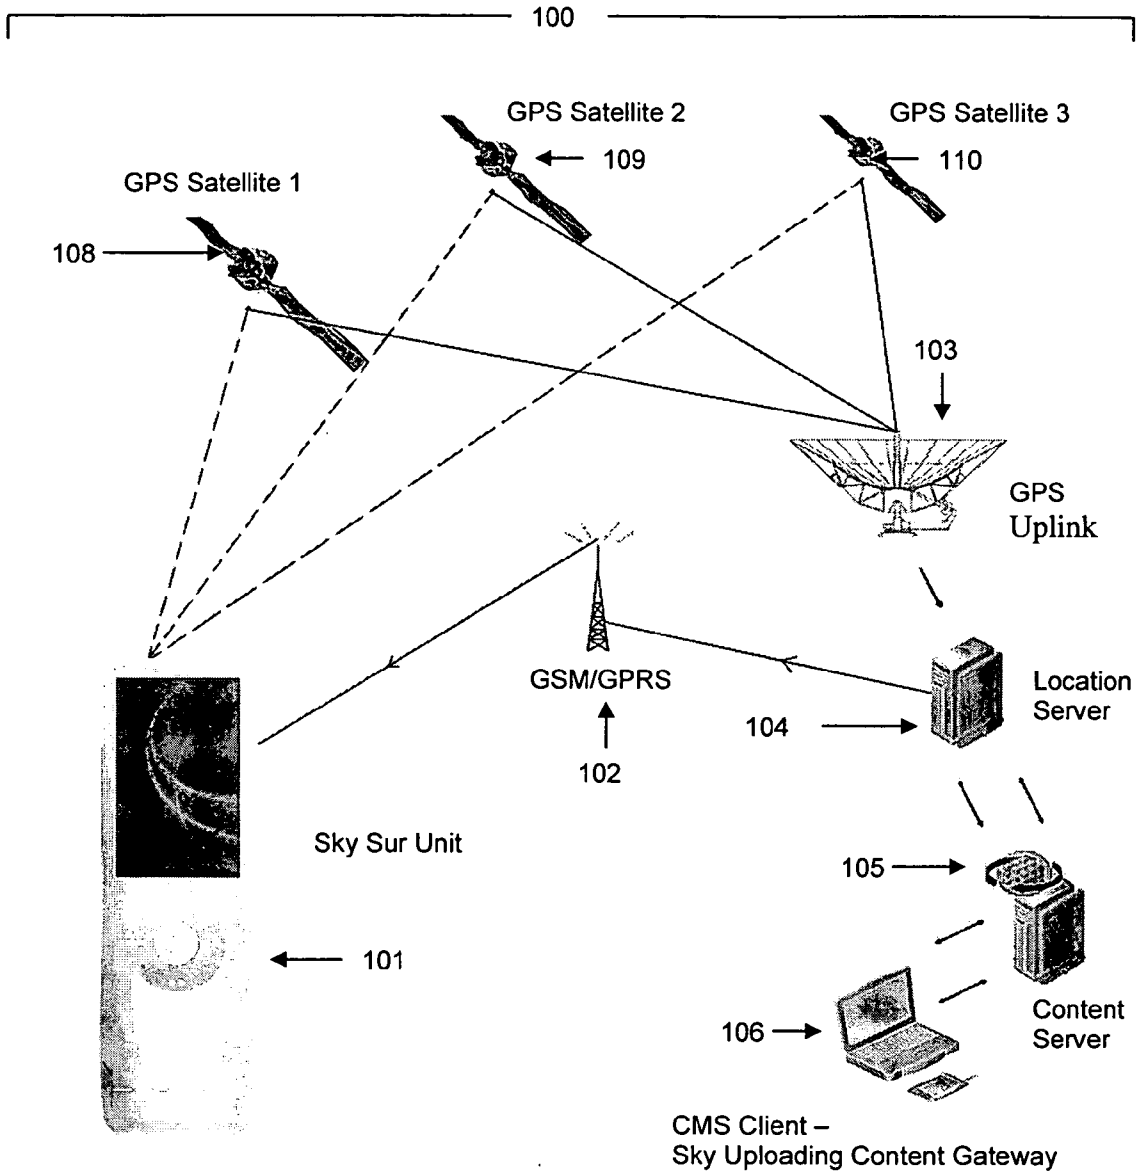 100
GPS Satellite 2
GPS Satellite 3
109
110
GPS Satellite 1
108
103
GPS
Uplink
GSM/GPRS
Location
Server
104
102
Sky Sur Unit
105
101
Content
Server
106
CMS Client –
Sky Uploading Content Gateway